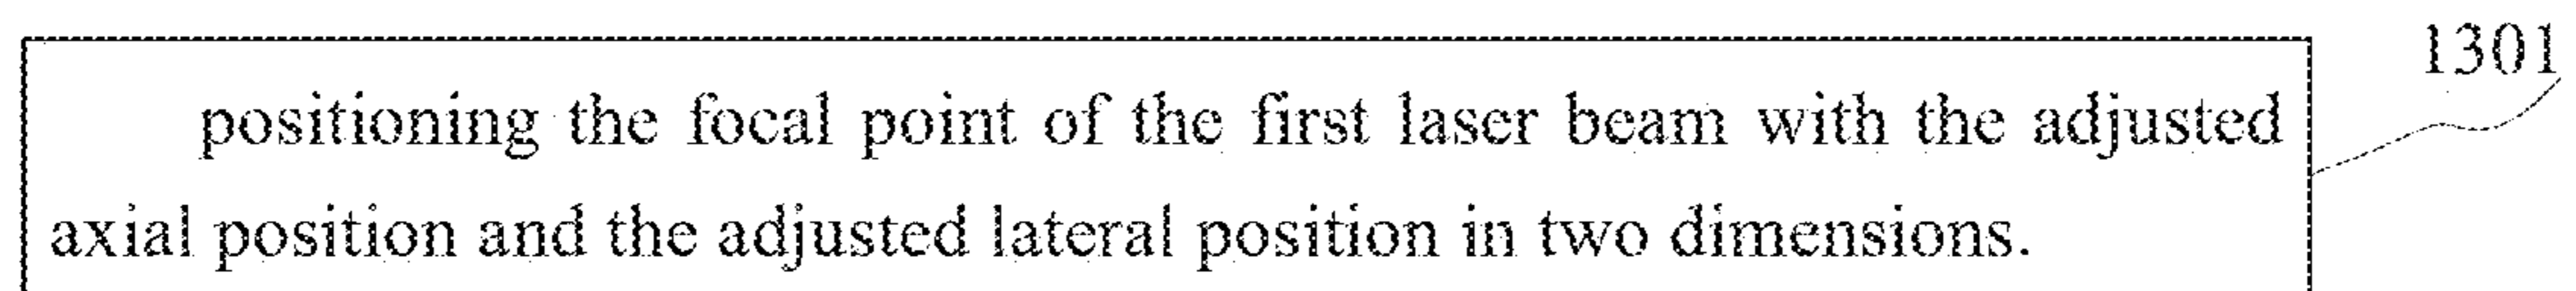 1301
positioning the focal point of the first laser beam with the adjusted
axial position and the adjusted lateral position in two dimensions.